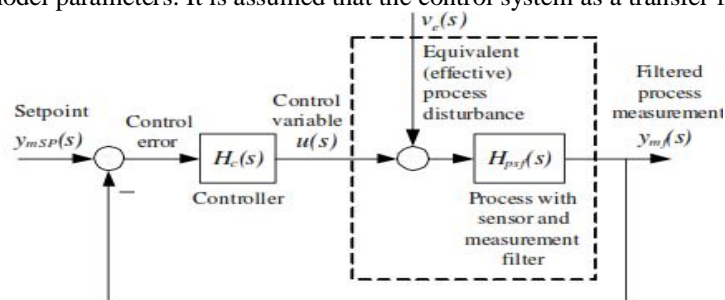 model parameters. It is assumed that the control system as a transfer f
v_e(s)
Equivalent
(effective)
process
disturbance
Filtered
process
measurement
y_mf(s)
Setpoint
y_mSP(s)
Control
error
Control
variable
u(s)
H_c(s)
Controller
H_psf(s)
Process with
sensor and
measurement
filter
–